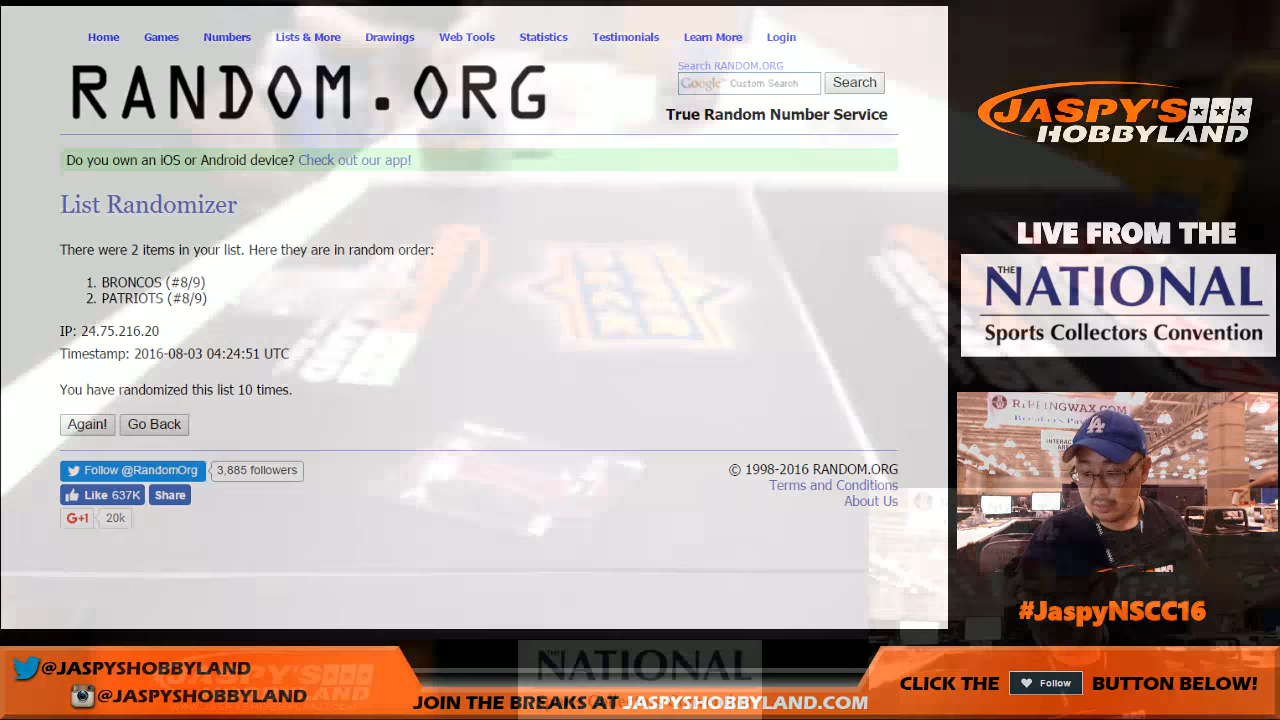 Home Games Numbers Lists & More Drawings Web Tools Statistics Testimonials Learn More Login
RANDOM.ORG
Search RANDOM.ORG
Google Custom Search Search
True Random Number Service
Do you own an iOS or Android device? Check out our app!
List Randomizer
There were 2 items in your list. Here they are in random order:
1. BRONCOS (#8/9)
2. PATRIOTS (#8/9)
IP: 24.75.216.20
Timestamp: 2016-08-03 04:24:51 UTC
You have randomized this list 10 times.
Again! Go Back
Follow @RandomOrg 3,885 followers
Like 637K Share
G+1 20k
© 1998-2016 RANDOM.ORG
Terms and Conditions
About Us
JASPY'S
HOBBYLAND
LIVE FROM THE
THE
NATIONAL
Sports Collectors Convention
RIPPINGWAX.COM
LA
#JaspyNSCC16
@JASPYSHOBBYLAND
@JASPYSHOBBYLAND
JASPY'S
HOBBYLAND
NATIONAL
JOIN THE BREAKS AT JASPYSHOBBYLAND.COM
CLICK THE Follow BUTTON BELOW!